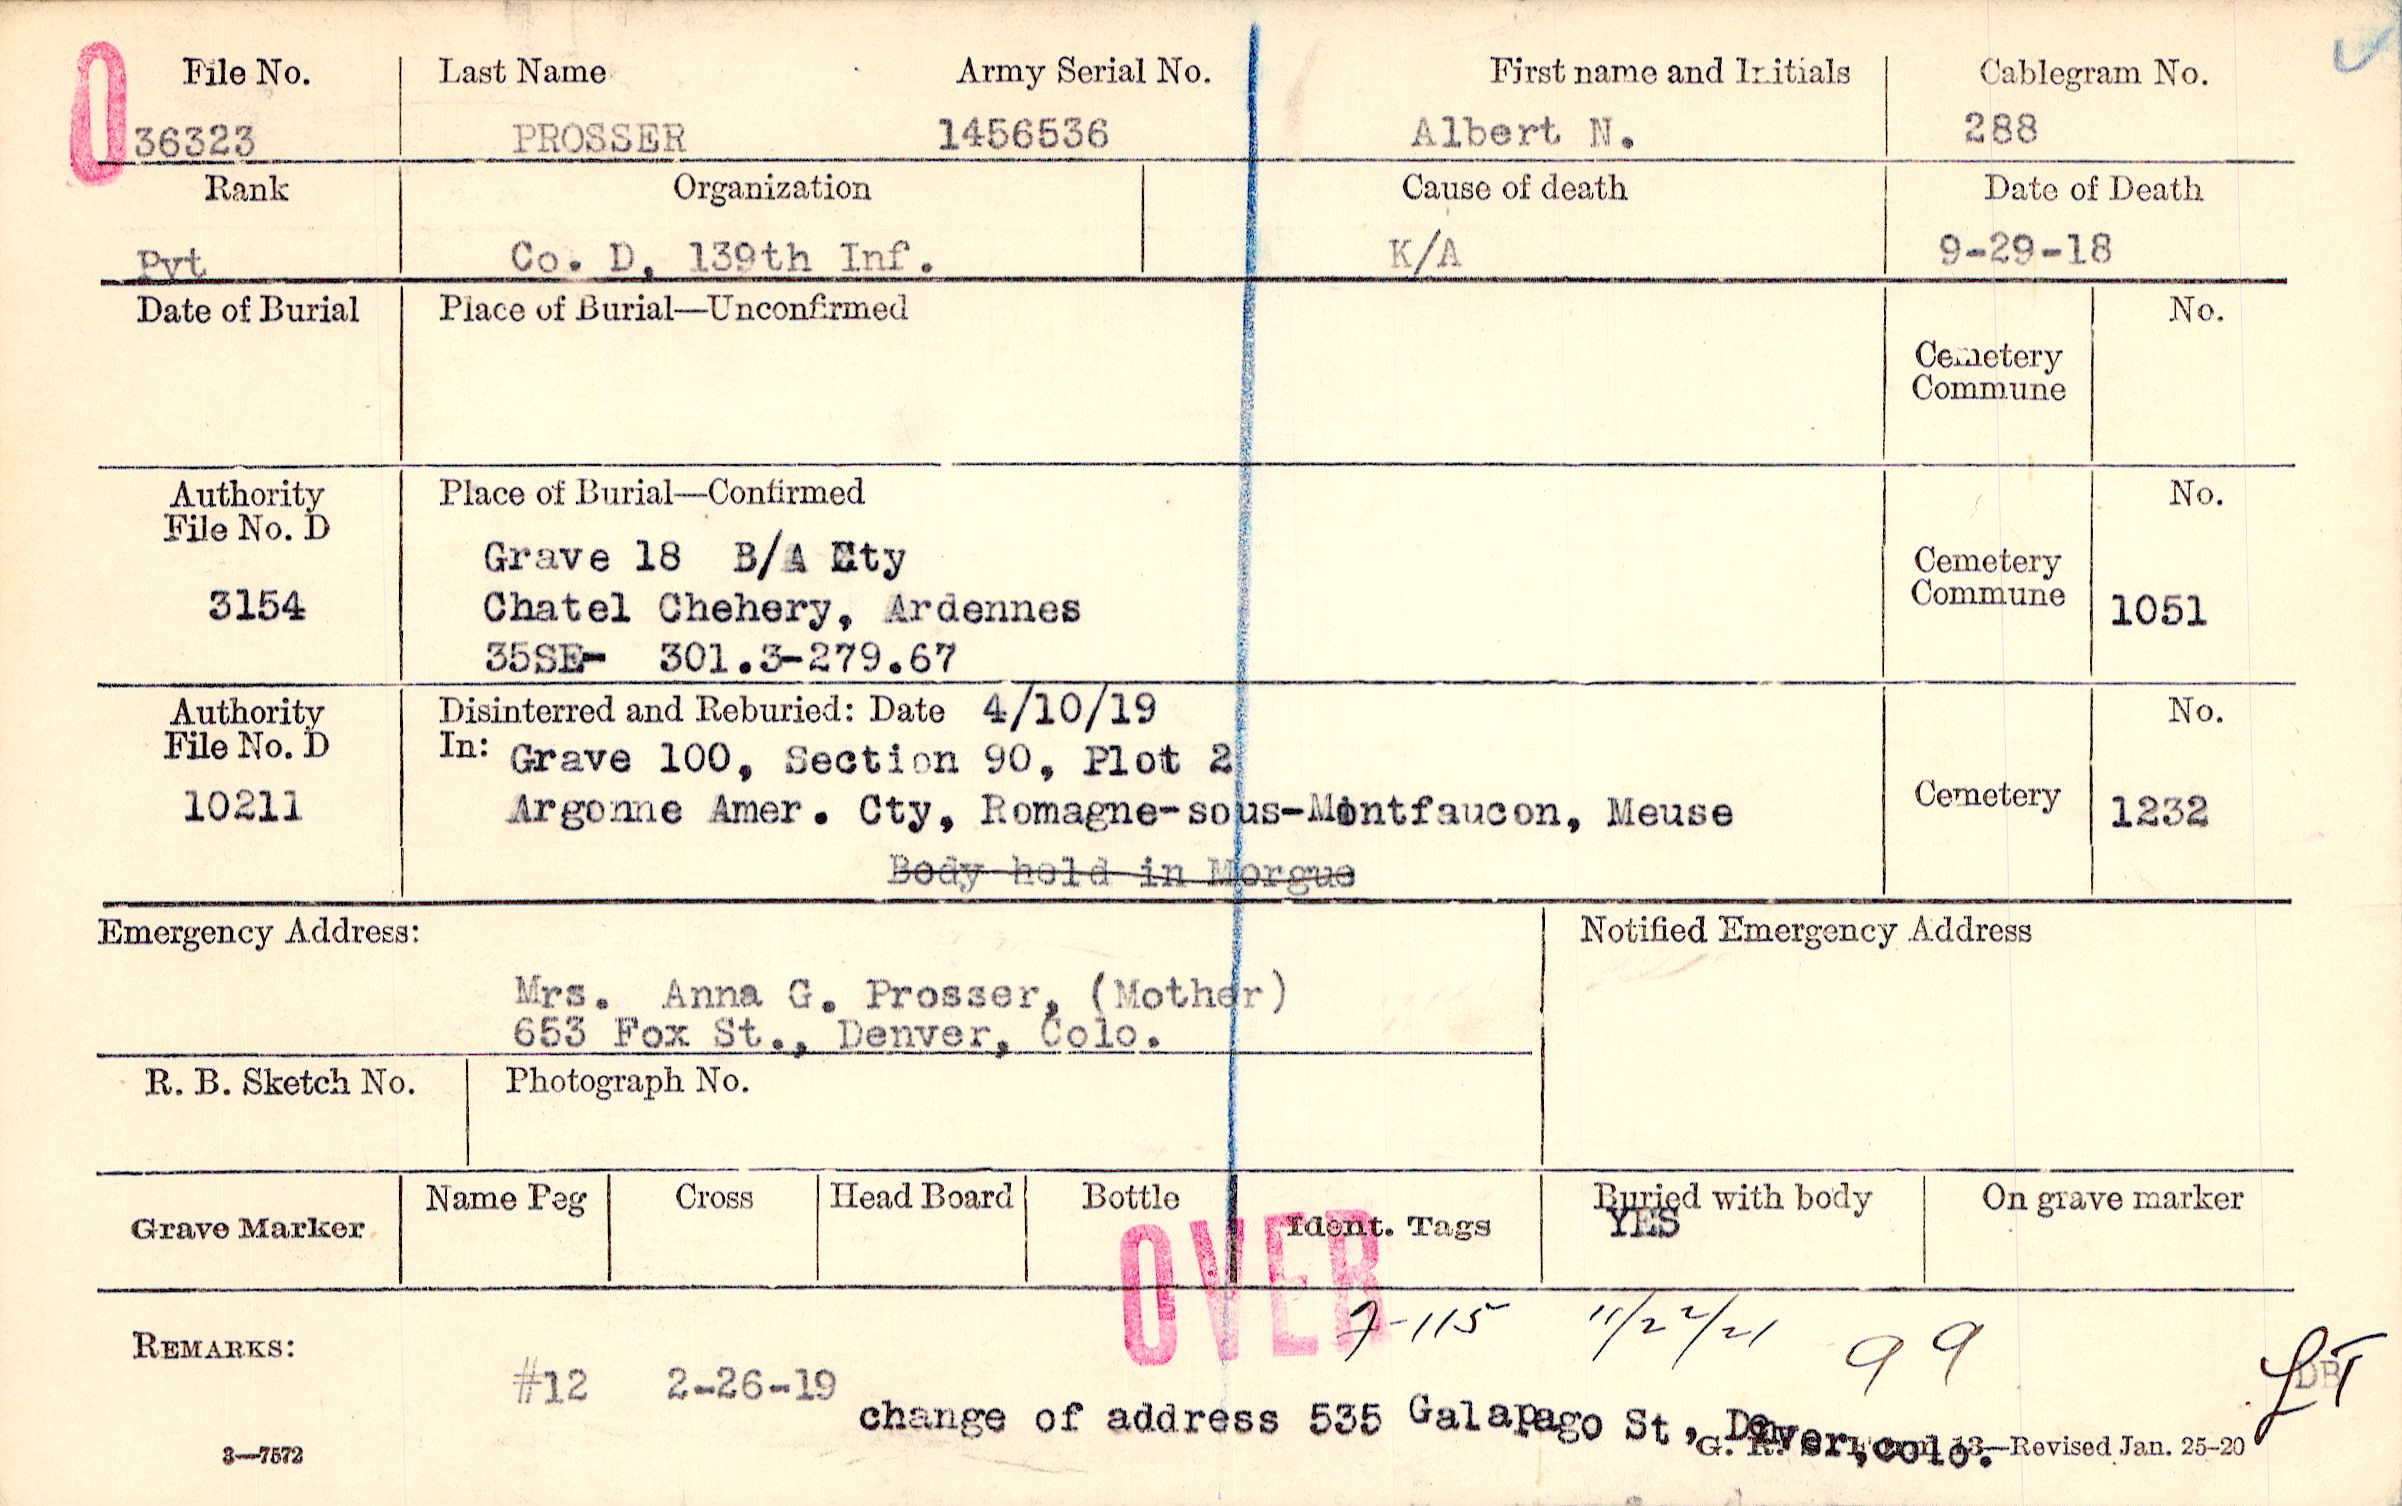 O
File No.
Last Name
Army Serial No.
First name and Initials
Cablegram No.
36323
PROSSER
1456536
Albert N.
288
Rank
Organization
Cause of death
Date of Death
Pvt
Co. D, 139th Inf.
K/A
9-29-18
Date of Burial
Place of Burial—Unconfirmed
Cemetery
Commune
No.
Authority
File No. D
3154
Place of Burial—Confirmed
Grave 18 B/A Cty
Chatel Chehery, Ardennes
35SE- 301.3-279.67
Cemetery
Commune
No.
1051
Authority
File No. D
10211
Disinterred and Reburied: Date 4/10/19
In: Grave 100, Section 90, Plot 2
Argonne Amer. Cty, Romagne-sous-Montfaucon, Meuse
Body held in Morgue
Cemetery
No.
1232
Emergency Address:
Mrs. Anna G. Prosser, (Mother)
653 Fox St., Denver, Colo.
Notified Emergency Address
R. B. Sketch No.
Photograph No.
Grave Marker
Name Peg
Cross
Head Board
Bottle
Ident. Tags
Buried with body
YES
On grave marker
OVER
7-115 11/22/21 99
REMARKS:
#12 2-26-19
DB
change of address 535 Galapago St, Denver, colo.
3—7572
G. R. 13—Revised Jan. 25-20